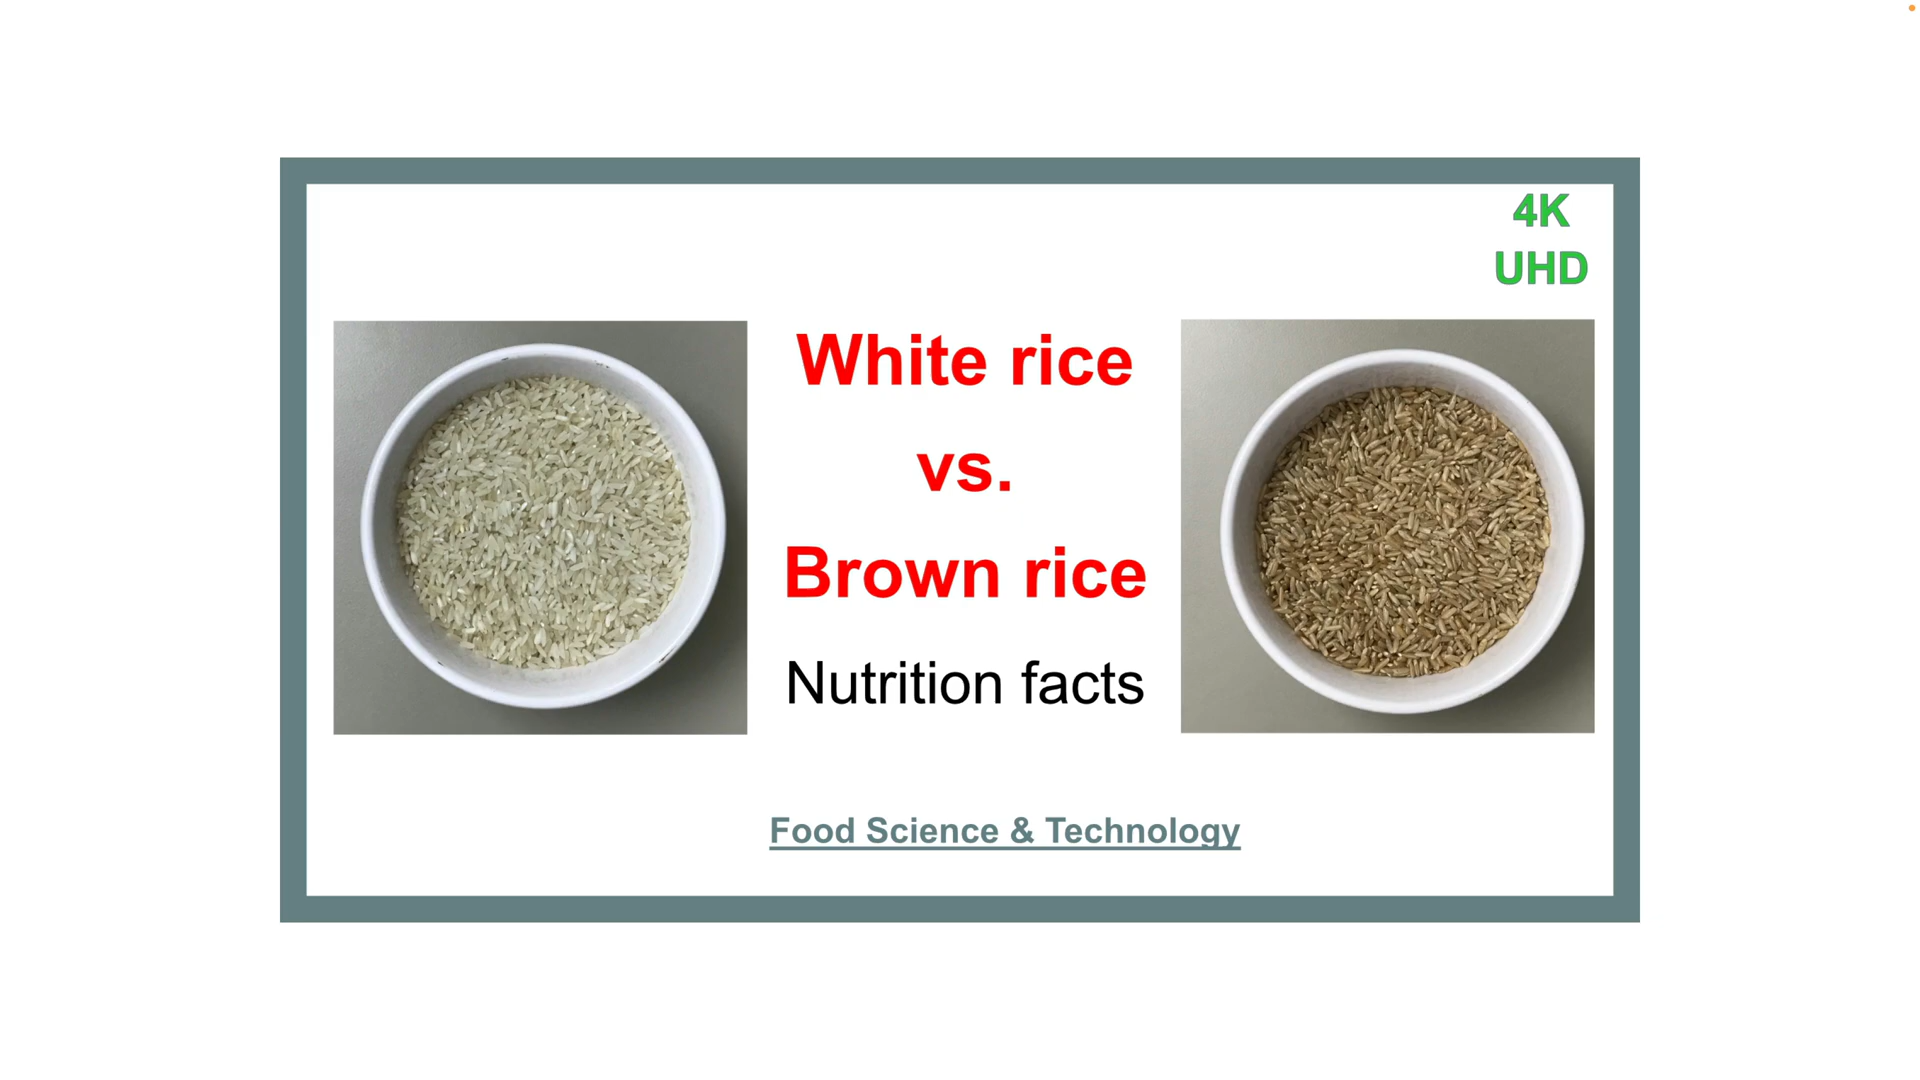 4K
UHD
White rice
vs.
Brown rice
Nutrition facts
Food Science & Technology